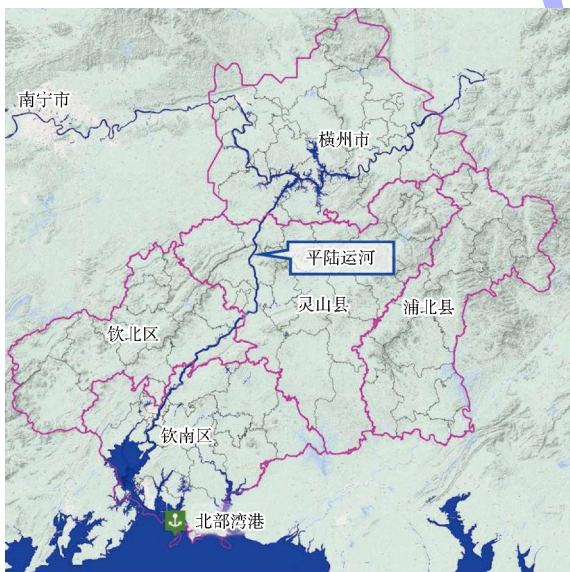 南宁市
横州市
平陆运河
灵山县
浦北县
钦北区
钦南区
北部湾港